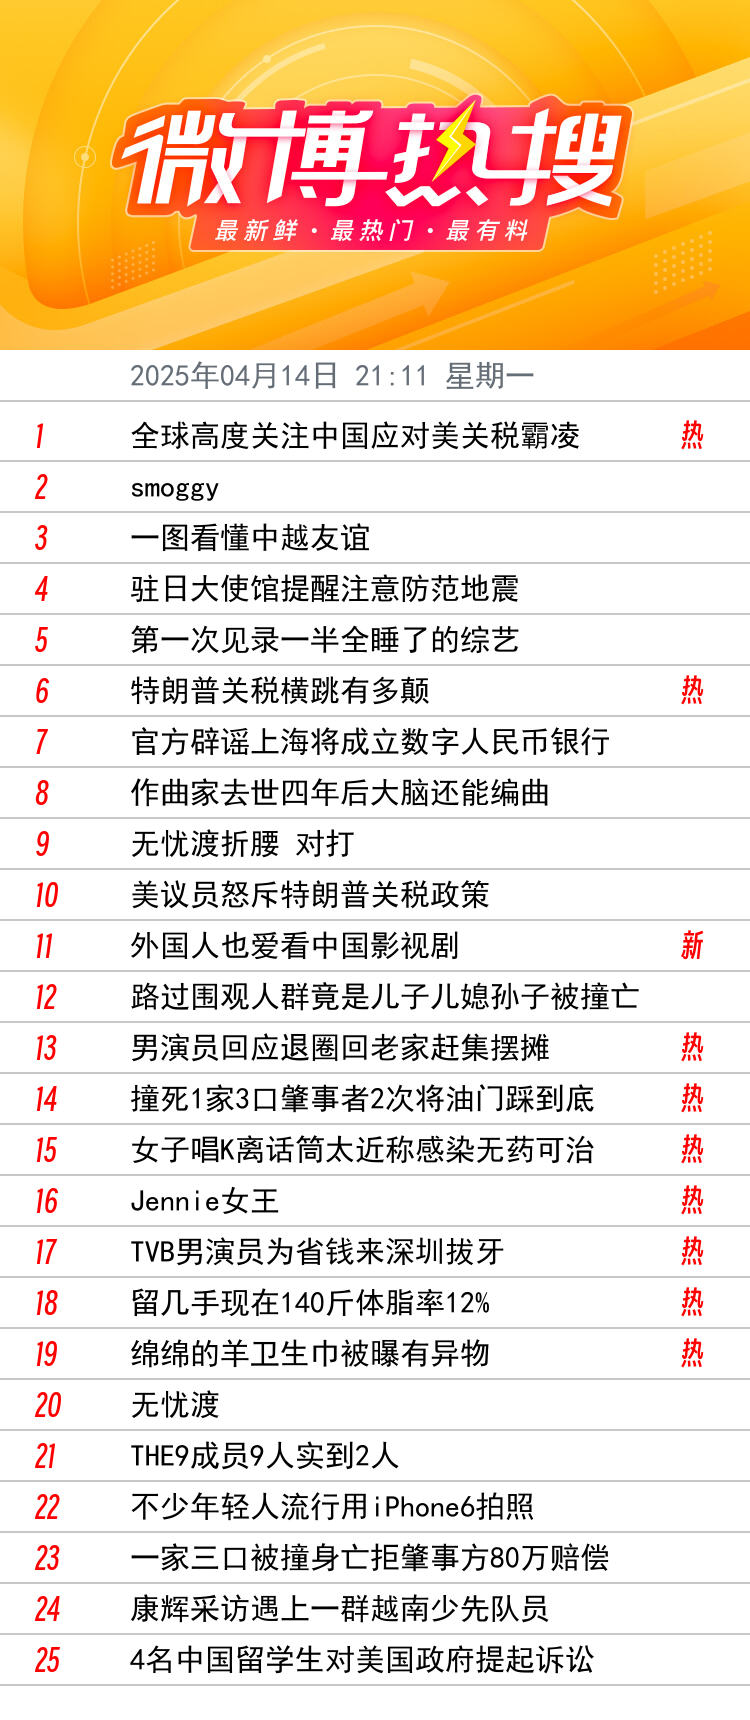 微博热搜
最新鲜·最热门·最有料
2025年04月14日 21:11 星期一
1 全球高度关注中国应对美关税霸凌 热
2 smoggy
3 一图看懂中越友谊
4 驻日大使馆提醒注意防范地震
5 第一次见录一半全睡了的综艺
6 特朗普关税横跳有多颠 热
7 官方辟谣上海将成立数字人民币银行
8 作曲家去世四年后大脑还能编曲
9 无忧渡折腰 对打
10 美议员怒斥特朗普关税政策
11 外国人也爱看中国影视剧 新
12 路过围观人群竟是儿子儿媳孙子被撞亡
13 男演员回应退圈回老家赶集摆摊 热
14 撞死1家3口肇事者2次将油门踩到底 热
15 女子唱K离话筒太近称感染无药可治 热
16 Jennie女王 热
17 TVB男演员为省钱来深圳拔牙 热
18 留几手现在140斤体脂率12% 热
19 绵绵的羊卫生巾被曝有异物 热
20 无忧渡
21 THE9成员9人实到2人
22 不少年轻人流行用iPhone6拍照
23 一家三口被撞身亡拒肇事方80万赔偿
24 康辉采访遇上一群越南少先队员
25 4名中国留学生对美国政府提起诉讼